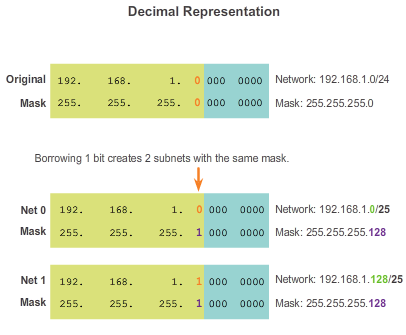 Decimal Representation
Original 192. 168. 1. 0 000 0000 Network: 192.168.1.0/24
Mask 255. 255. 255. 0 000 0000 Mask: 255.255.255.0
Borrowing 1 bit creates 2 subnets with the same mask.
Net 0 192. 168. 1. 0 000 0000 Network: 192.168.1.0/25
Mask 255. 255. 255. 1 000 0000 Mask: 255.255.255.128
Net 1 192. 168. 1. 1 000 0000 Network: 192.168.1.128/25
Mask 255. 255. 255. 1 000 0000 Mask: 255.255.255.128